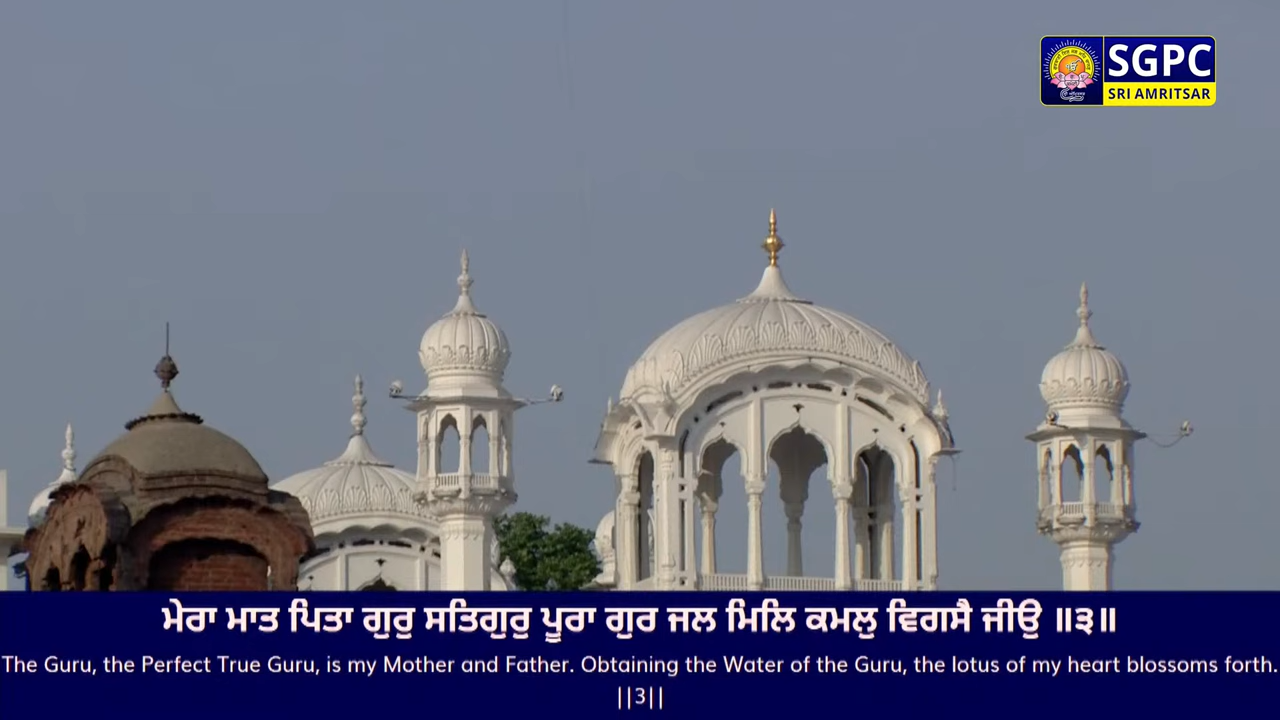 SGPC
SRI AMRITSAR
ਮੇਰਾ ਮਾਤ ਪਿਤਾ ਗੁਰੁ ਸਤਿਗੁਰੁ ਪੂਰਾ ਗੁਰ ਜਲ ਮਿਲਿ ਕਮਲੁ ਵਿਗਸੈ ਜੀਉ ॥੩॥
The Guru, the Perfect True Guru, is my Mother and Father. Obtaining the Water of the Guru, the lotus of my heart blossoms forth.
||3||